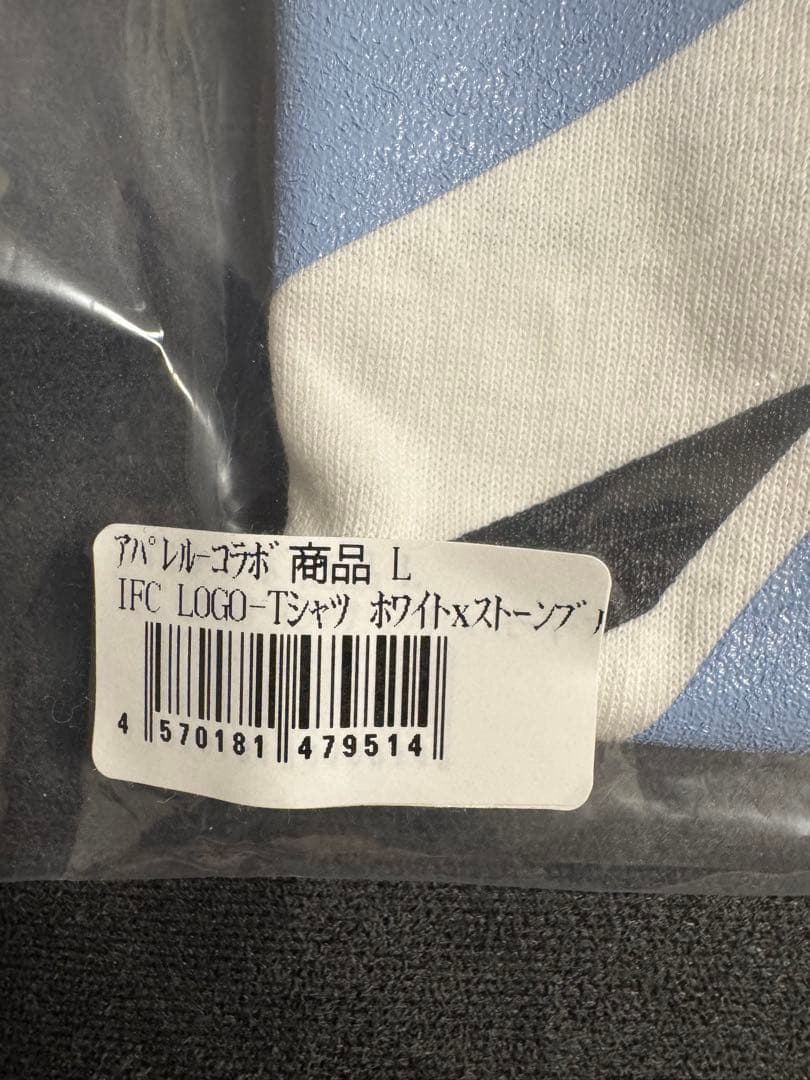 ｱﾊﾟﾚﾙｰｺﾗﾎﾞ 商品 L
IFC LOGO-Tｼｬﾂ ﾎﾜｲﾄxｽﾄｰﾝﾌﾞ
4 570181 479514